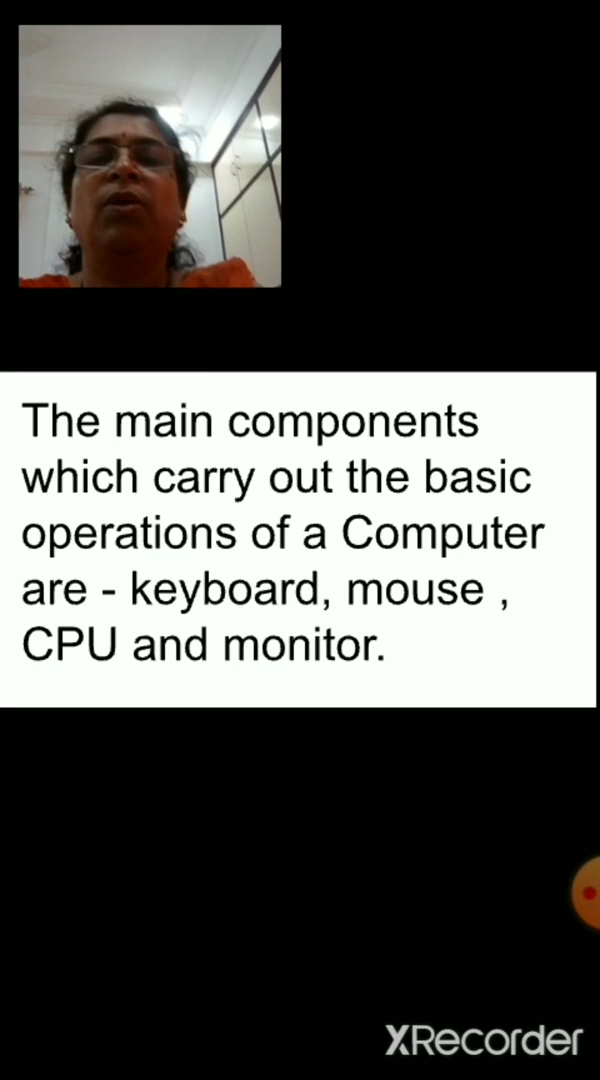 The main components
which carry out the basic
operations of a Computer
are - keyboard, mouse ,
CPU and monitor.
XRecorder